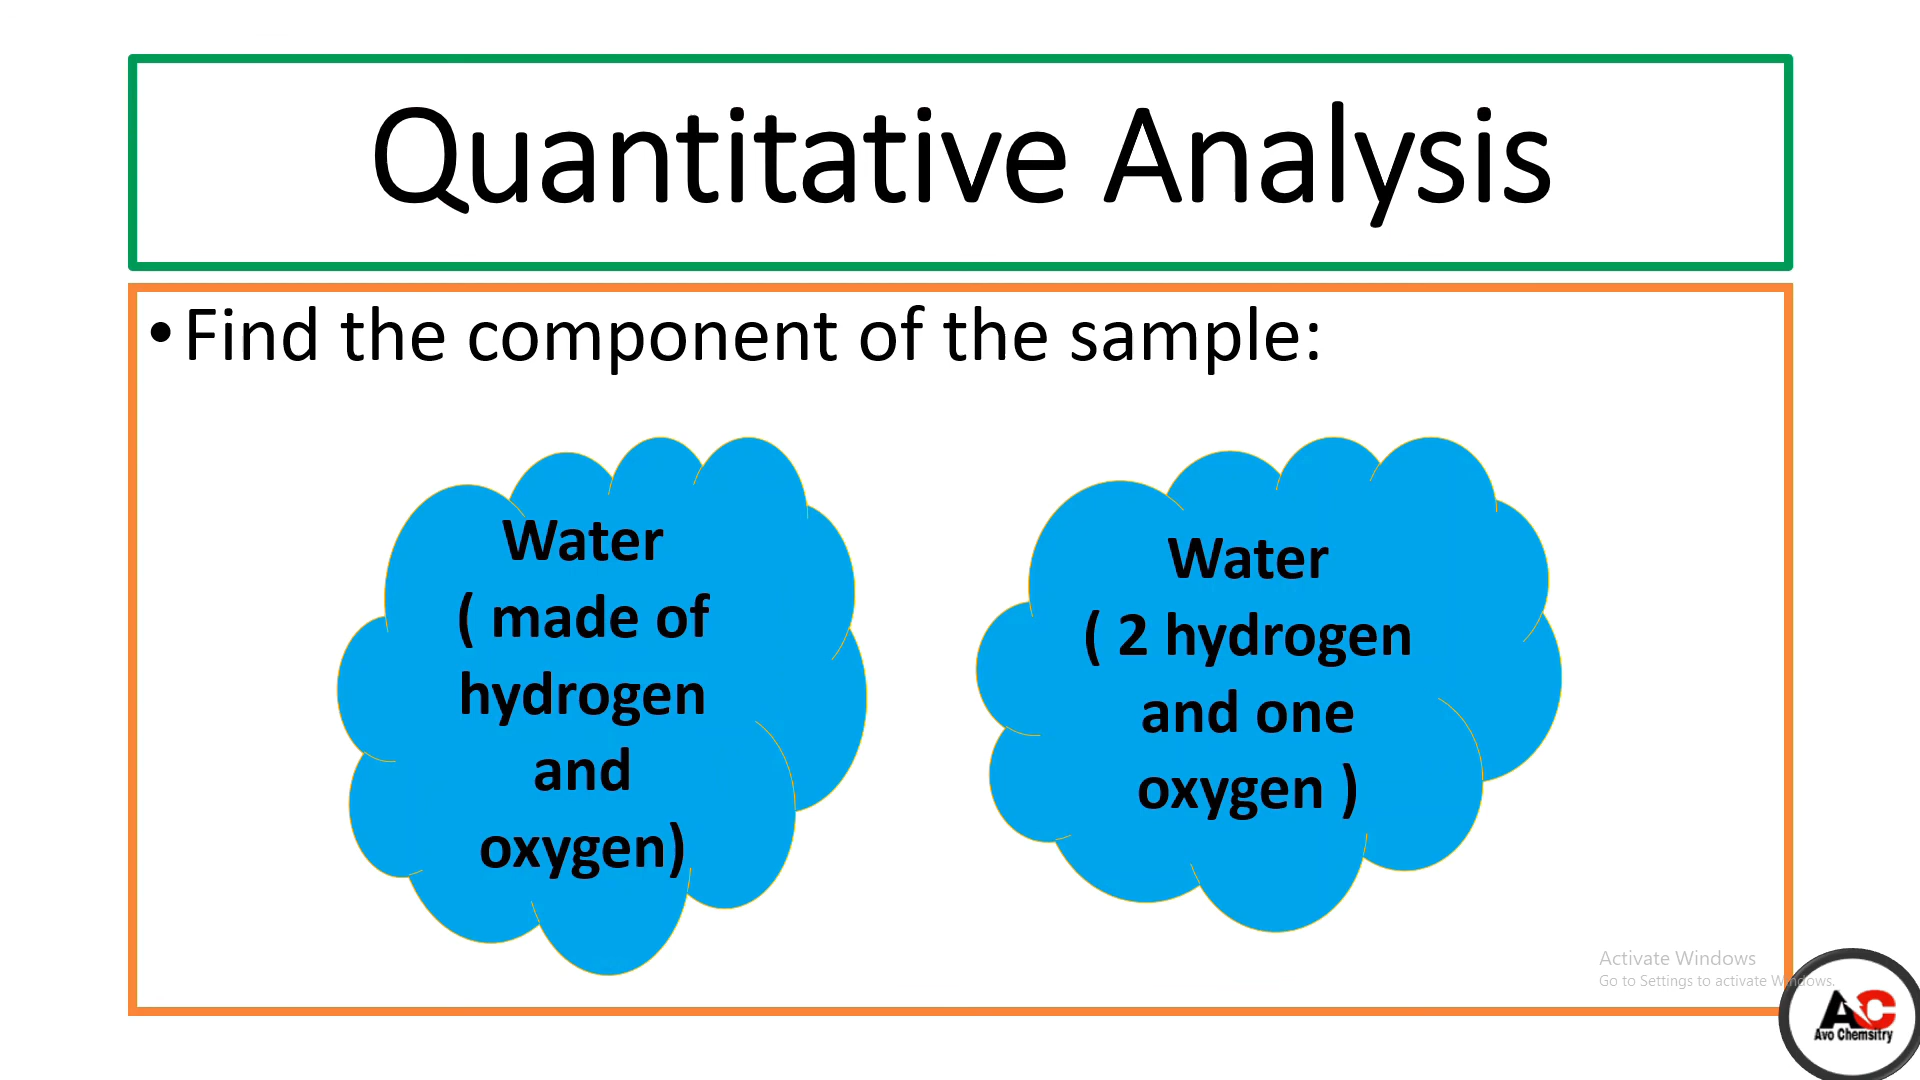 Quantitative Analysis
• Find the component of the sample:
Water
( made of
hydrogen
and
oxygen)
Water
( 2 hydrogen
and one
oxygen )
Activate Windows
Go to Settings to activate Windows.
AC
Avo Chemsitry